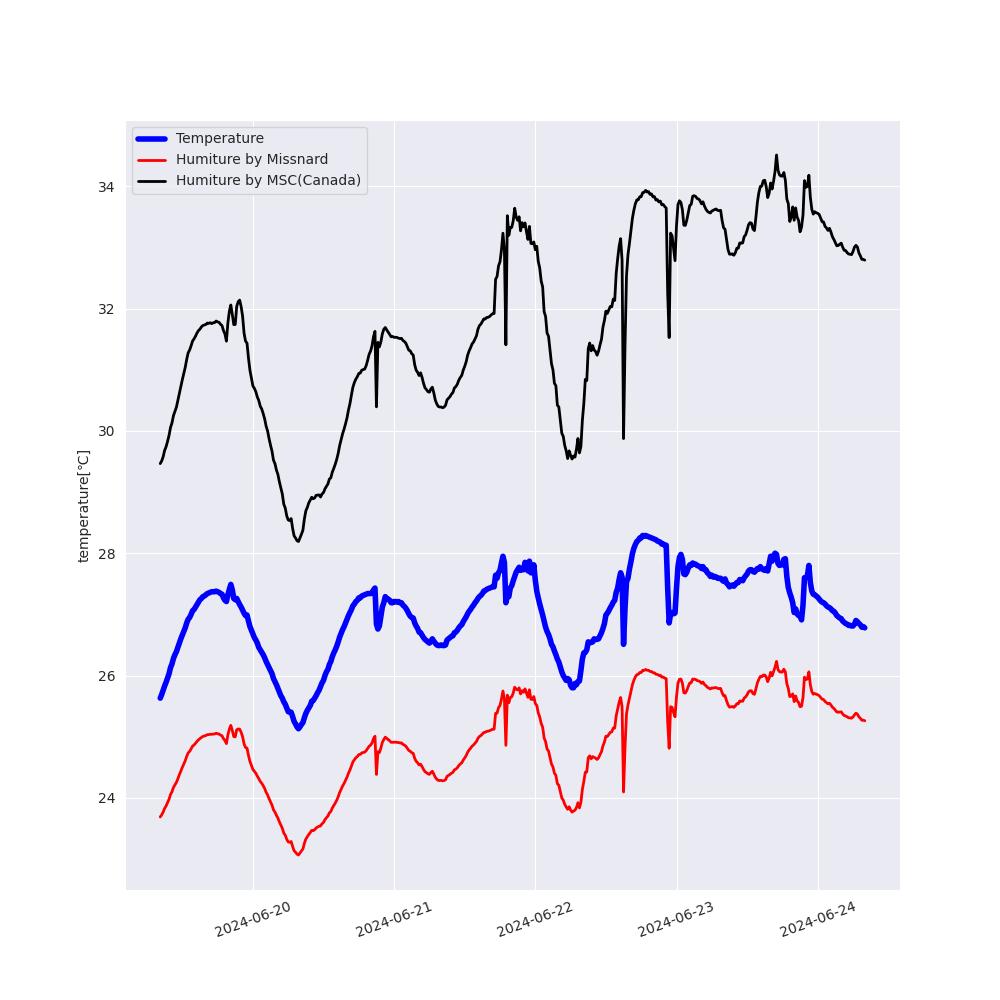 Temperature
Humiture by Missnard
Humiture by MSC(Canada)
34
32
30
28
26
24
temperature[℃]
2024-06-20
2024-06-21
2024-06-22
2024-06-23
2024-06-24